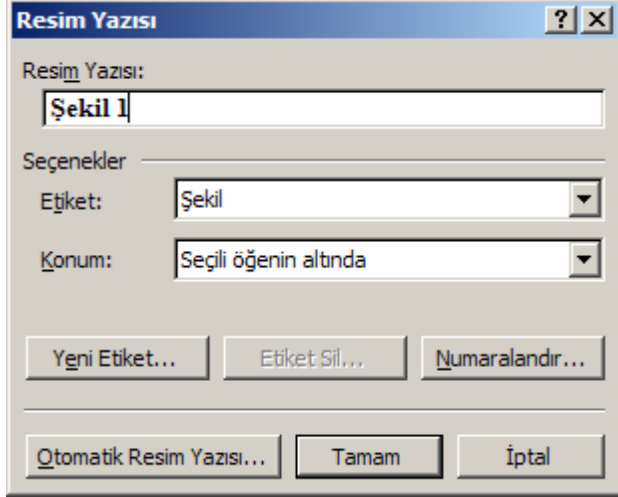 Resim Yazısı
Resim Yazısı:
Şekil 1
Seçenekler
Etiket: Şekil
Konum: Seçili öğenin altında
Yeni Etiket... Etiket Sil... Numaralandır...
Otomatik Resim Yazısı... Tamam İptal